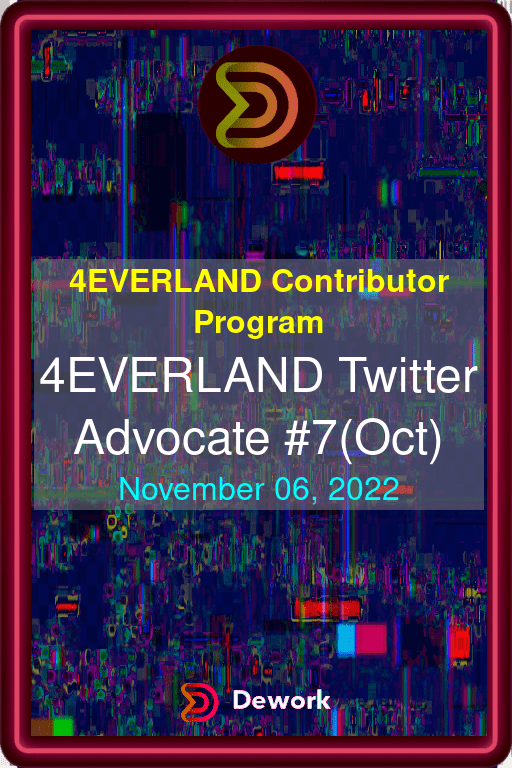 4EVERLAND Contributor
Program
4EVERLAND Twitter
Advocate #7(Oct)
November 06, 2022
Dework